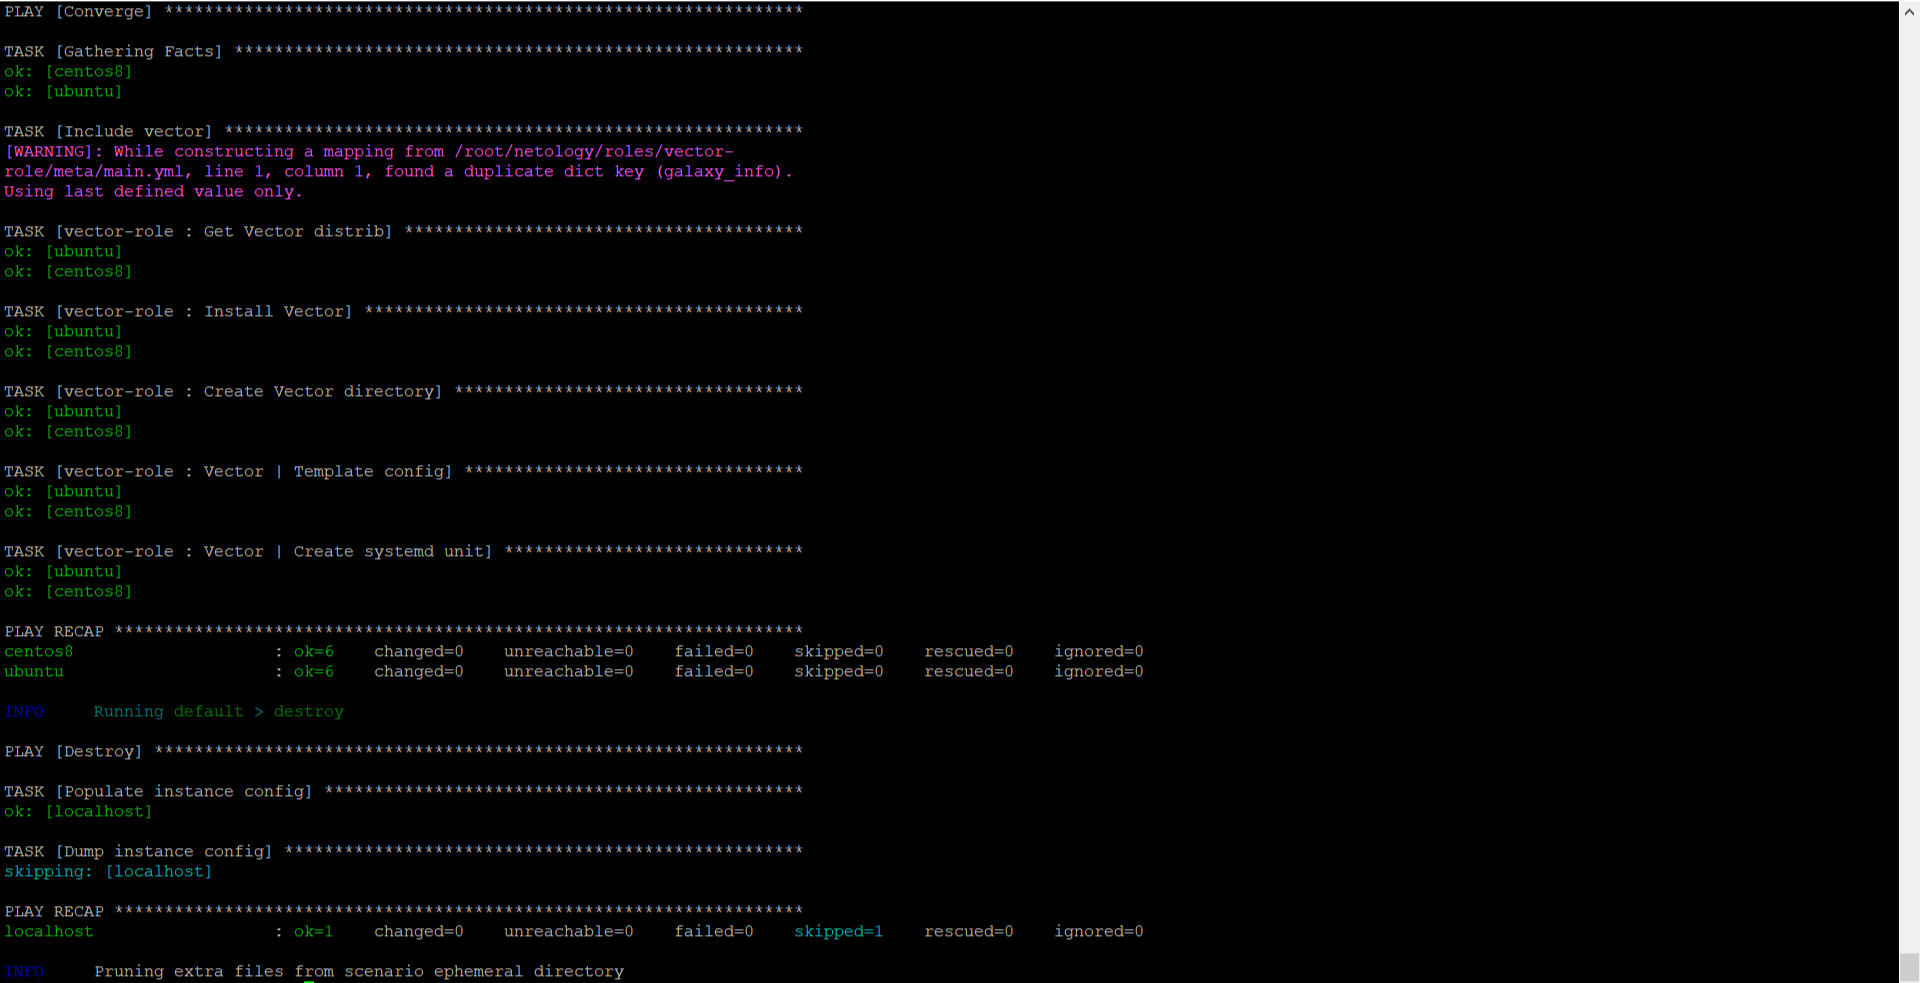 PLAY [Converge] ****************************************************************

TASK [Gathering Facts] *********************************************************
ok: [centos8]
ok: [ubuntu]

TASK [Include vector] **********************************************************
[WARNING]: While constructing a mapping from /root/netology/roles/vector-
role/meta/main.yml, line 1, column 1, found a duplicate dict key (galaxy_info).
Using last defined value only.

TASK [vector-role : Get Vector distrib] ****************************************
ok: [ubuntu]
ok: [centos8]

TASK [vector-role : Install Vector] ********************************************
ok: [ubuntu]
ok: [centos8]

TASK [vector-role : Create Vector directory] ***********************************
ok: [ubuntu]
ok: [centos8]

TASK [vector-role : Vector | Template config] **********************************
ok: [ubuntu]
ok: [centos8]

TASK [vector-role : Vector | Create systemd unit] ******************************
ok: [ubuntu]
ok: [centos8]

PLAY RECAP *********************************************************************
centos8                    : ok=6    changed=0    unreachable=0    failed=0    skipped=0    rescued=0    ignored=0
ubuntu                     : ok=6    changed=0    unreachable=0    failed=0    skipped=0    rescued=0    ignored=0

INFO     Running default > destroy

PLAY [Destroy] *****************************************************************

TASK [Populate instance config] ************************************************
ok: [localhost]

TASK [Dump instance config] ****************************************************
skipping: [localhost]

PLAY RECAP *********************************************************************
localhost                  : ok=1    changed=0    unreachable=0    failed=0    skipped=1    rescued=0    ignored=0

INFO     Pruning extra files from scenario ephemeral directory